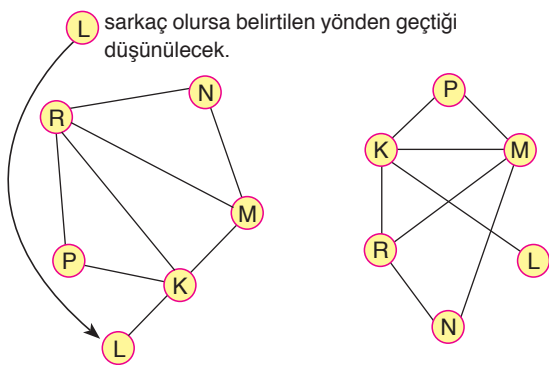 L sarkaç olursa belirtilen yönden geçtiği
düşünülecek.
N
R
M
P
K
L
P
K
M
R
L
N